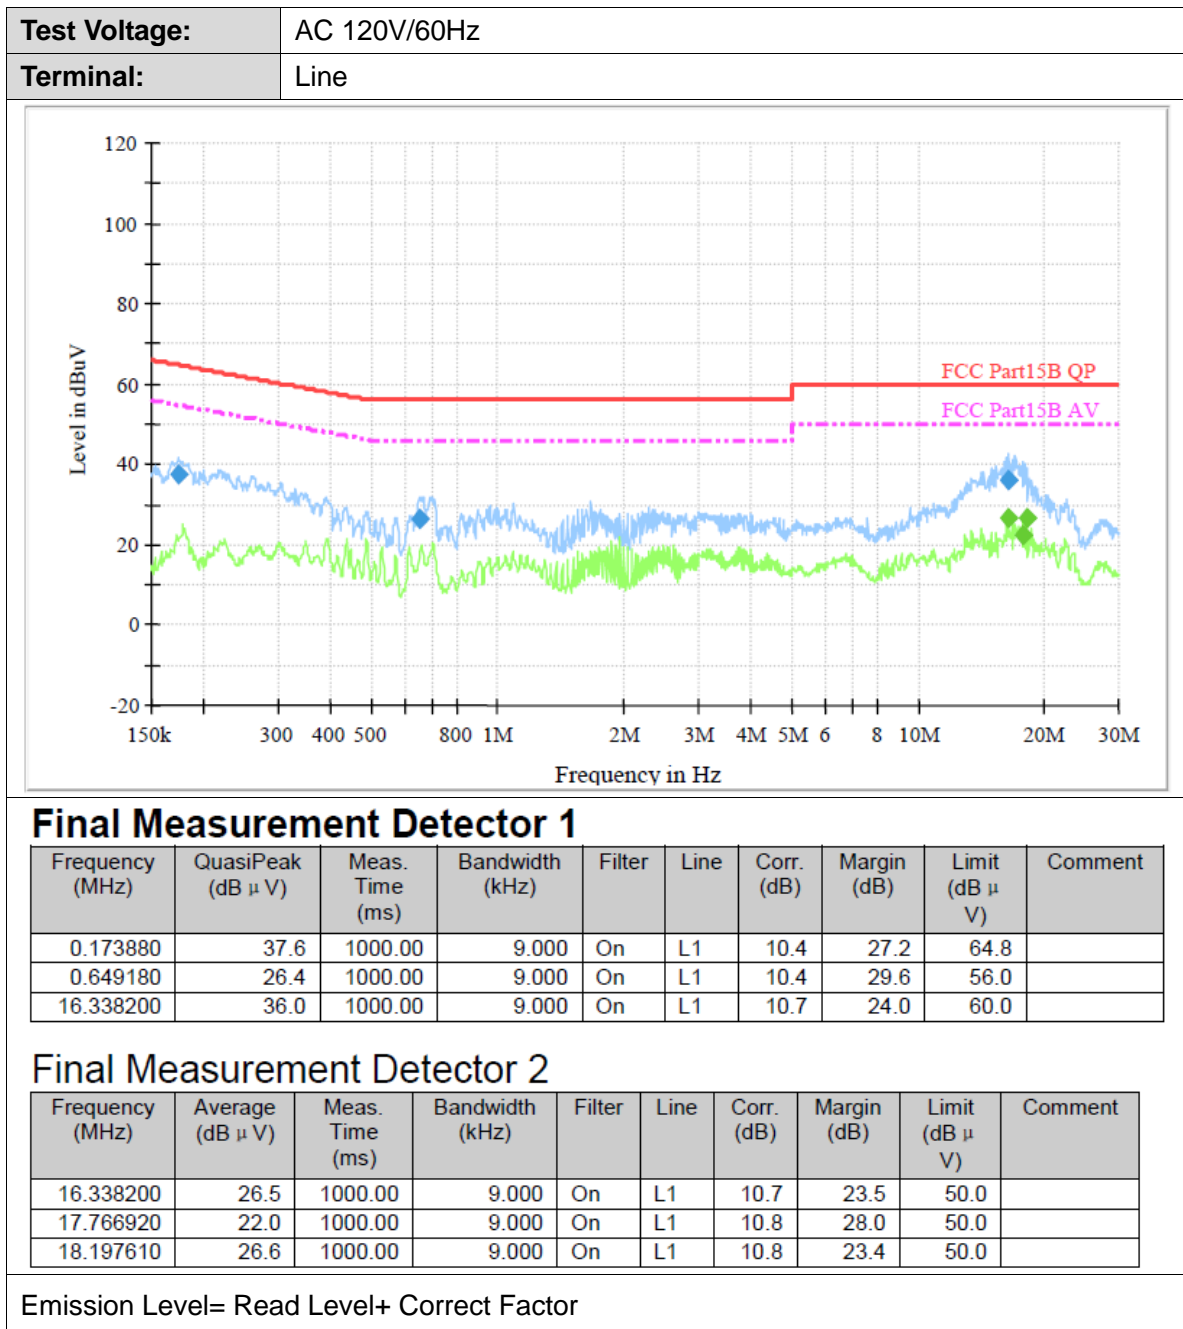 Test Voltage: AC 120V/60Hz
Terminal: Line
120
100
80
60
40
20
0
-20
Level in dBuV
FCC Part15B QP
FCC Part15B AV
150k 300 400 500 800 1M 2M 3M 4M 5M 6 8 10M 20M 30M
Frequency in Hz
Final Measurement Detector 1
Frequency (MHz) QuasiPeak (dBμV) Meas. Time (ms) Bandwidth (kHz) Filter Line Corr. (dB) Margin (dB) Limit (dBμV) Comment
0.173880 37.6 1000.00 9.000 On L1 10.4 27.2 64.8
0.649180 26.4 1000.00 9.000 On L1 10.4 29.6 56.0
16.338200 36.0 1000.00 9.000 On L1 10.7 24.0 60.0
Final Measurement Detector 2
Frequency (MHz) Average (dBμV) Meas. Time (ms) Bandwidth (kHz) Filter Line Corr. (dB) Margin (dB) Limit (dBμV) Comment
16.338200 26.5 1000.00 9.000 On L1 10.7 23.5 50.0
17.766920 22.0 1000.00 9.000 On L1 10.8 28.0 50.0
18.197610 26.6 1000.00 9.000 On L1 10.8 23.4 50.0
Emission Level= Read Level+ Correct Factor